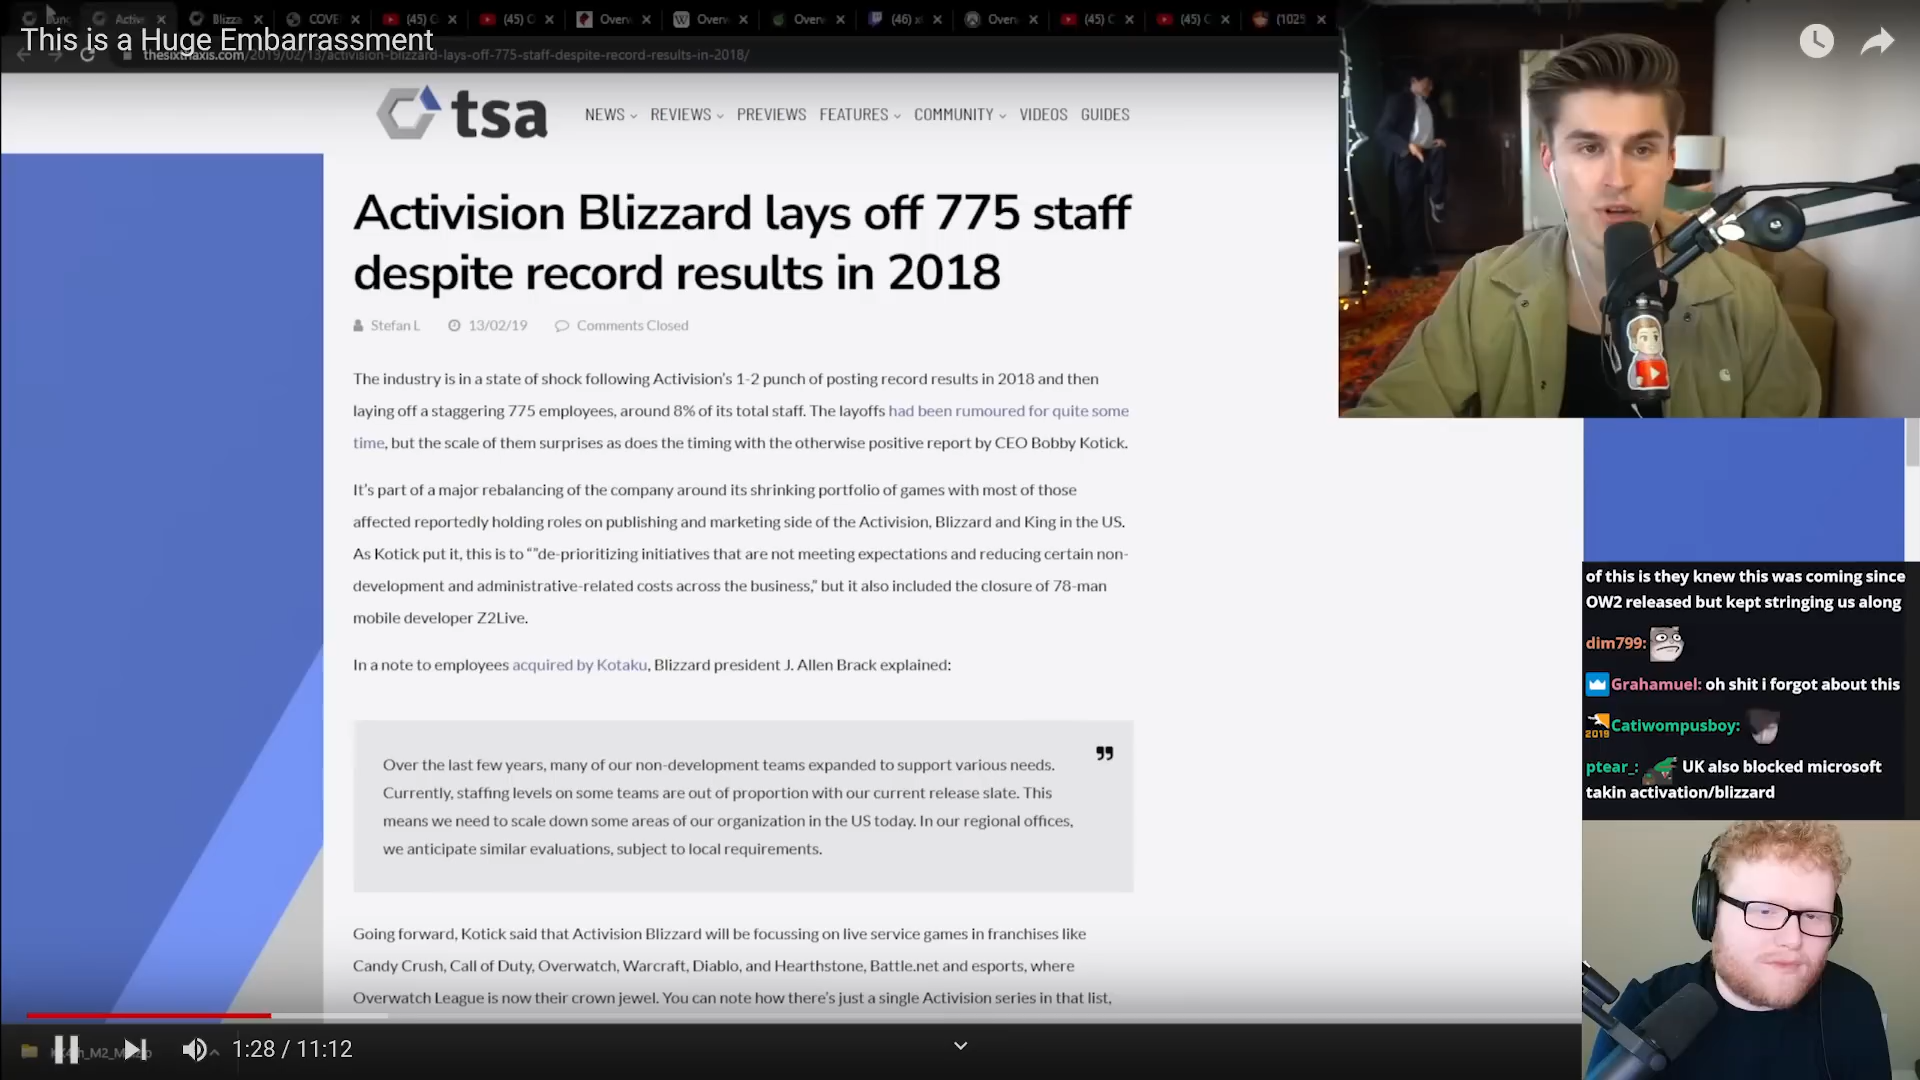 Activ
Blizza
COVE
(45) C
(45) C
Overw
Overw
Overw
(46) x
Overw
(45) C
(45) C
(102
This is a Huge Embarrassment
thesixthaxis.com/2019/02/13/activision-blizzard-lays-off-775-staff-despite-record-results-in-2018/
tsa
NEWS REVIEWS PREVIEWS FEATURES COMMUNITY VIDEOS GUIDES
Activision Blizzard lays off 775 staff
despite record results in 2018
Stefan L 13/02/19 Comments Closed
The industry is in a state of shock following Activision's 1-2 punch of posting record results in 2018 and then
laying off a staggering 775 employees, around 8% of its total staff. The layoffs had been rumoured for quite some
time, but the scale of them surprises as does the timing with the otherwise positive report by CEO Bobby Kotick.
It's part of a major rebalancing of the company around its shrinking portfolio of games with most of those
affected reportedly holding roles on publishing and marketing side of the Activision, Blizzard and King in the US.
As Kotick put it, this is to “"de-prioritizing initiatives that are not meeting expectations and reducing certain non-
development and administrative-related costs across the business,” but it also included the closure of 78-man
mobile developer Z2Live.
In a note to employees acquired by Kotaku, Blizzard president J. Allen Brack explained:
Over the last few years, many of our non-development teams expanded to support various needs.
Currently, staffing levels on some teams are out of proportion with our current release slate. This
means we need to scale down some areas of our organization in the US today. In our regional offices,
we anticipate similar evaluations, subject to local requirements.
Going forward, Kotick said that Activision Blizzard will be focussing on live service games in franchises like
Candy Crush, Call of Duty, Overwatch, Warcraft, Diablo, and Hearthstone, Battle.net and esports, where
Overwatch League is now their crown jewel. You can note how there's just a single Activision series in that list,
of this is they knew this was coming since
OW2 released but kept stringing us along
dim799:
Grahamuel: oh shit i forgot about this
2019 Catiwompusboy:
ptear_: UK also blocked microsoft
takin activation/blizzard
1:28 / 11:12